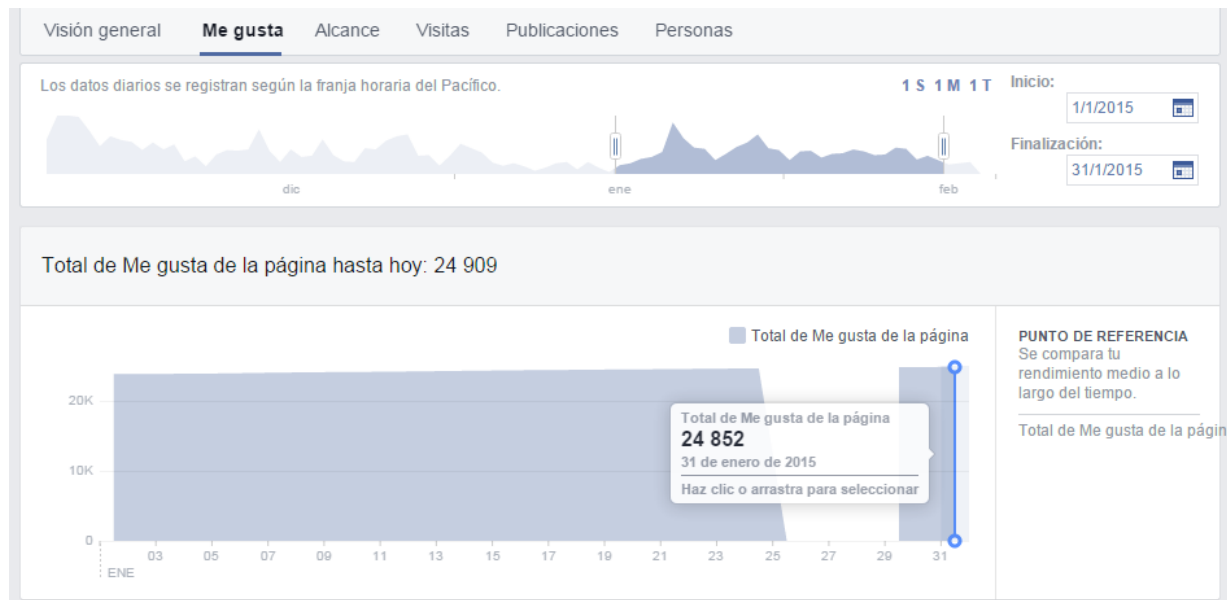 Visión general Me gusta Alcance Visitas Publicaciones Personas
Los datos diarios se registran según la franja horaria del Pacífico.
1 S 1 M 1 T
Inicio:
1/1/2015
Finalización:
31/1/2015
dic ene feb
Total de Me gusta de la página hasta hoy: 24 909
Total de Me gusta de la página
20K
10K
0
Total de Me gusta de la página
24 852
31 de enero de 2015
Haz clic o arrastra para seleccionar
03 05 07 09 11 13 15 17 19 21 23 25 27 29 31
ENE
PUNTO DE REFERENCIA
Se compara tu
rendimiento medio a lo
largo del tiempo.
Total de Me gusta de la págin